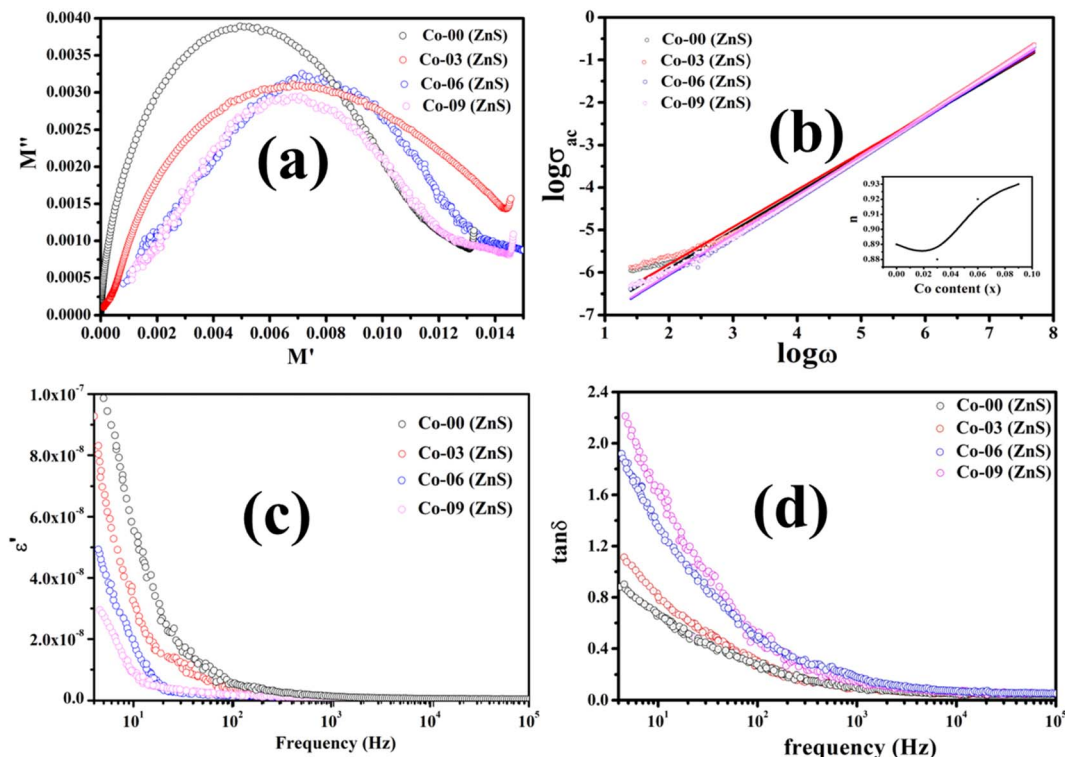 0.0040
0.0035
0.0030
0.0025
0.0020
0.0015
0.0010
0.0005
0.0000
M"
Co-00 (ZnS)
Co-03 (ZnS)
Co-06 (ZnS)
Co-09 (ZnS)
(a)
0.000 0.002 0.004 0.006 0.008 0.010 0.012 0.014
M'
0
-1
-2
-3
-4
-5
-6
-7
logσac
Co-00 (ZnS)
Co-03 (ZnS)
Co-06 (ZnS)
Co-09 (ZnS)
(b)
0.93
0.92
0.91
0.90
0.89
0.88
n
0.00 0.02 0.04 0.06 0.08 0.10
Co content (x)
1 2 3 4 5 6 7 8
logω
1.0x10⁻⁷
8.0x10⁻⁸
6.0x10⁻⁸
4.0x10⁻⁸
2.0x10⁻⁸
0.0
ε'
Co-00 (ZnS)
Co-03 (ZnS)
Co-06 (ZnS)
Co-09 (ZnS)
(c)
10¹ 10² 10³ 10⁴ 10⁵
Frequency (Hz)
2.4
2.0
1.6
1.2
0.8
0.4
0.0
tanδ
Co-00 (ZnS)
Co-03 (ZnS)
Co-06 (ZnS)
Co-09 (ZnS)
(d)
10¹ 10² 10³ 10⁴ 10⁵
frequency (Hz)